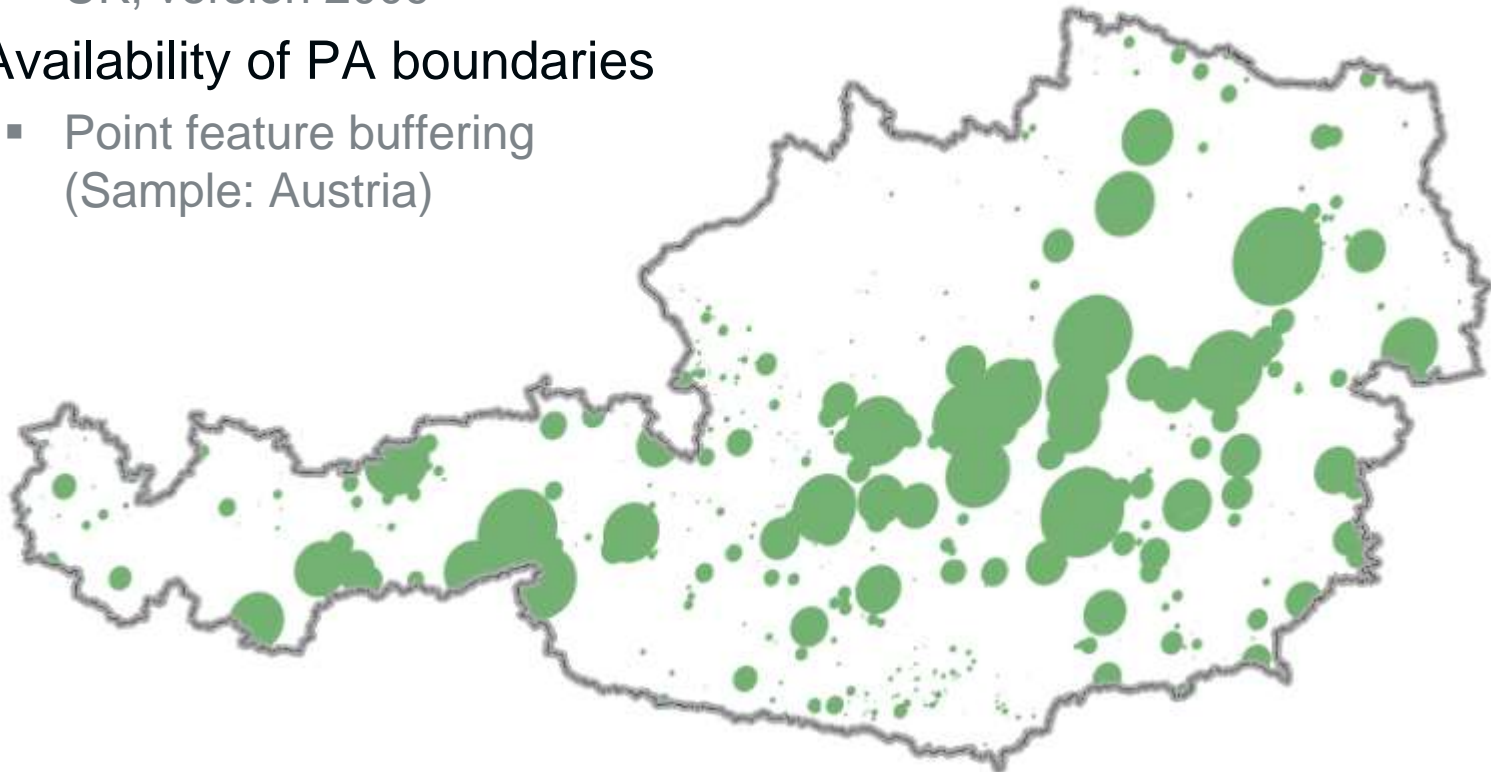 Availability of PA boundaries
▪ Point feature buffering
(Sample: Austria)